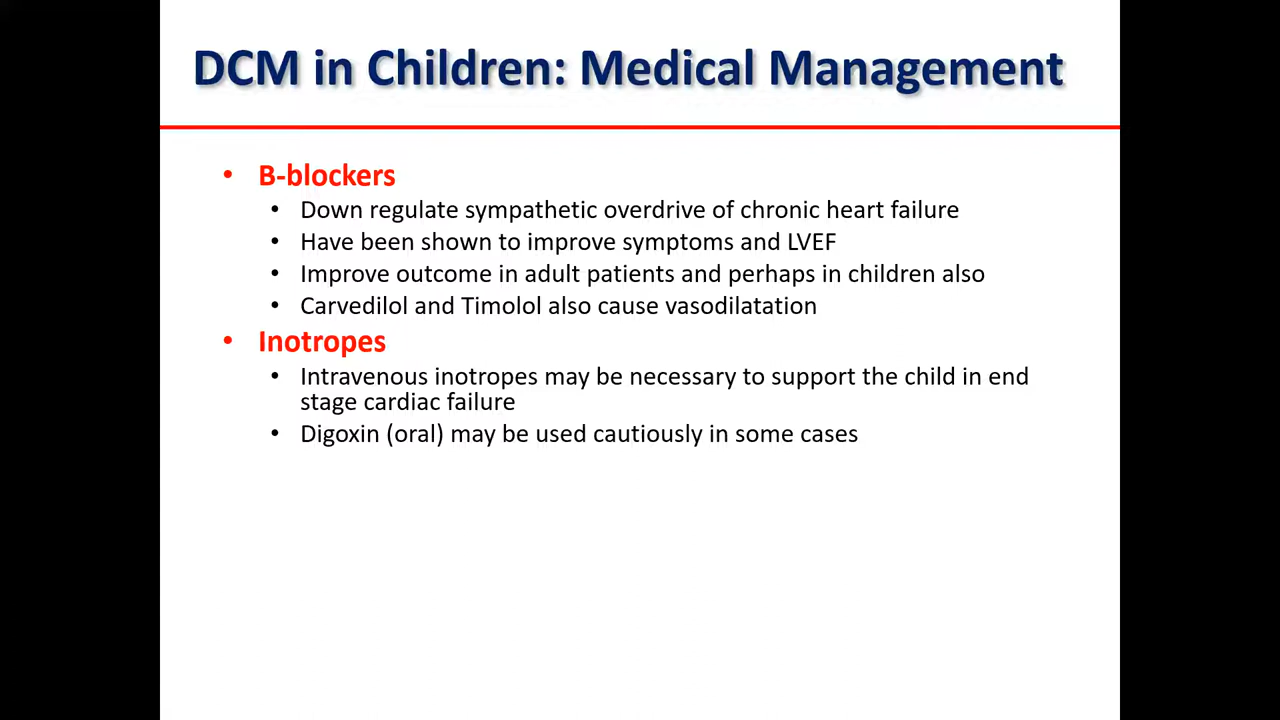 DCM in Children: Medical Management
• B-blockers
• Down regulate sympathetic overdrive of chronic heart failure
• Have been shown to improve symptoms and LVEF
• Improve outcome in adult patients and perhaps in children also
• Carvedilol and Timolol also cause vasodilatation
• Inotropes
• Intravenous inotropes may be necessary to support the child in end
stage cardiac failure
• Digoxin (oral) may be used cautiously in some cases